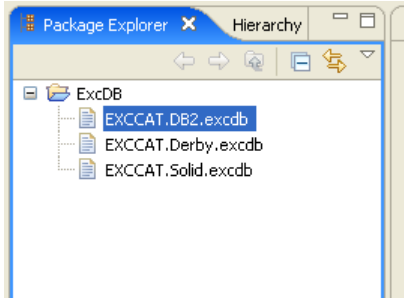 Package Explorer Hierarchy
ExcDB
EXCCAT.DB2.excdb
EXCCAT.Derby.excdb
EXCCAT.Solid.excdb